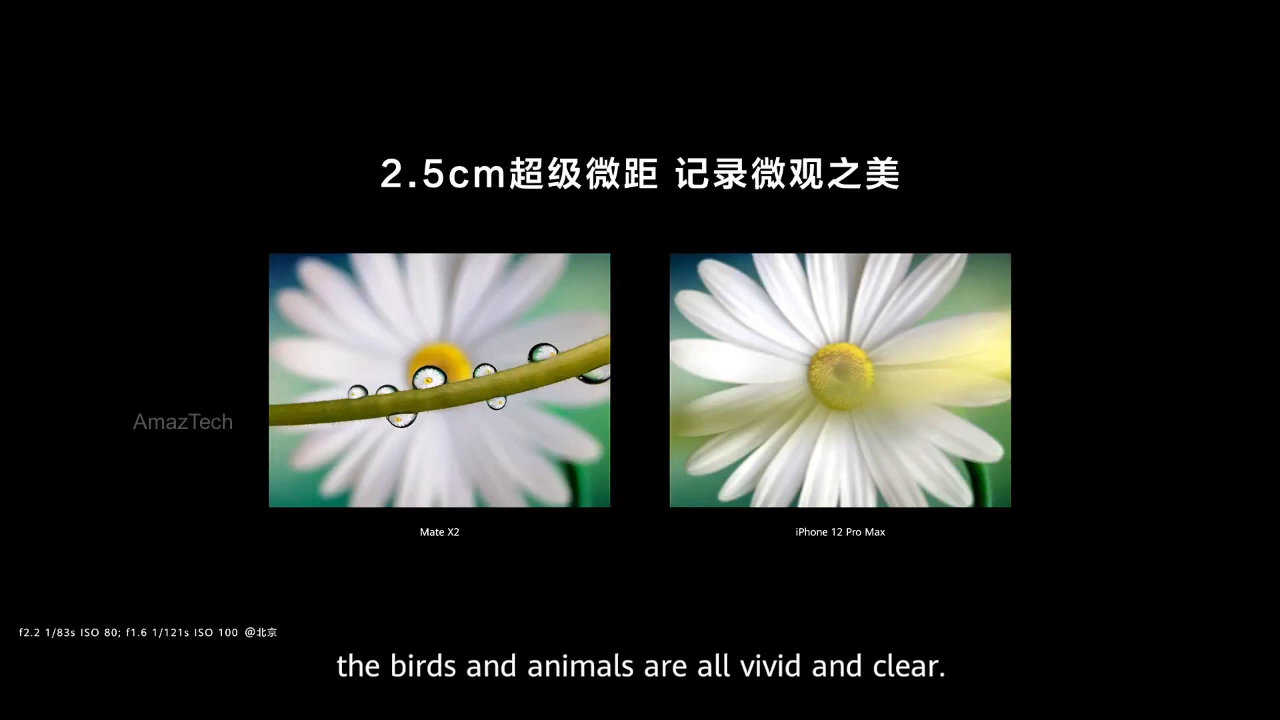 2.5cm超级微距 记录微观之美
AmazTech
Mate X2
iPhone 12 Pro Max
f2.2 1/83s ISO 80; f1.6 1/121s ISO 100 @北京
the birds and animals are all vivid and clear.